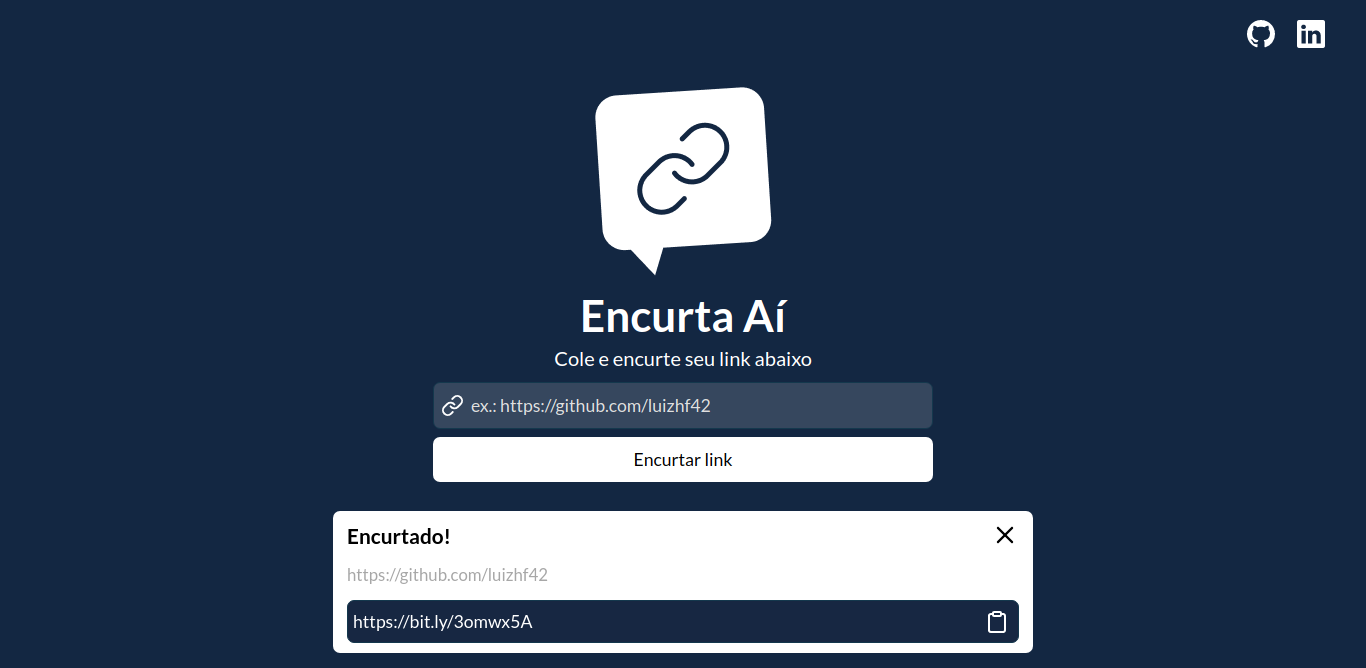 Encurta Aí
Cole e encurte seu link abaixo
ex.: https://github.com/luizhf42
Encurtar link
Encurtado!
https://github.com/luizhf42
https://bit.ly/3omwx5A